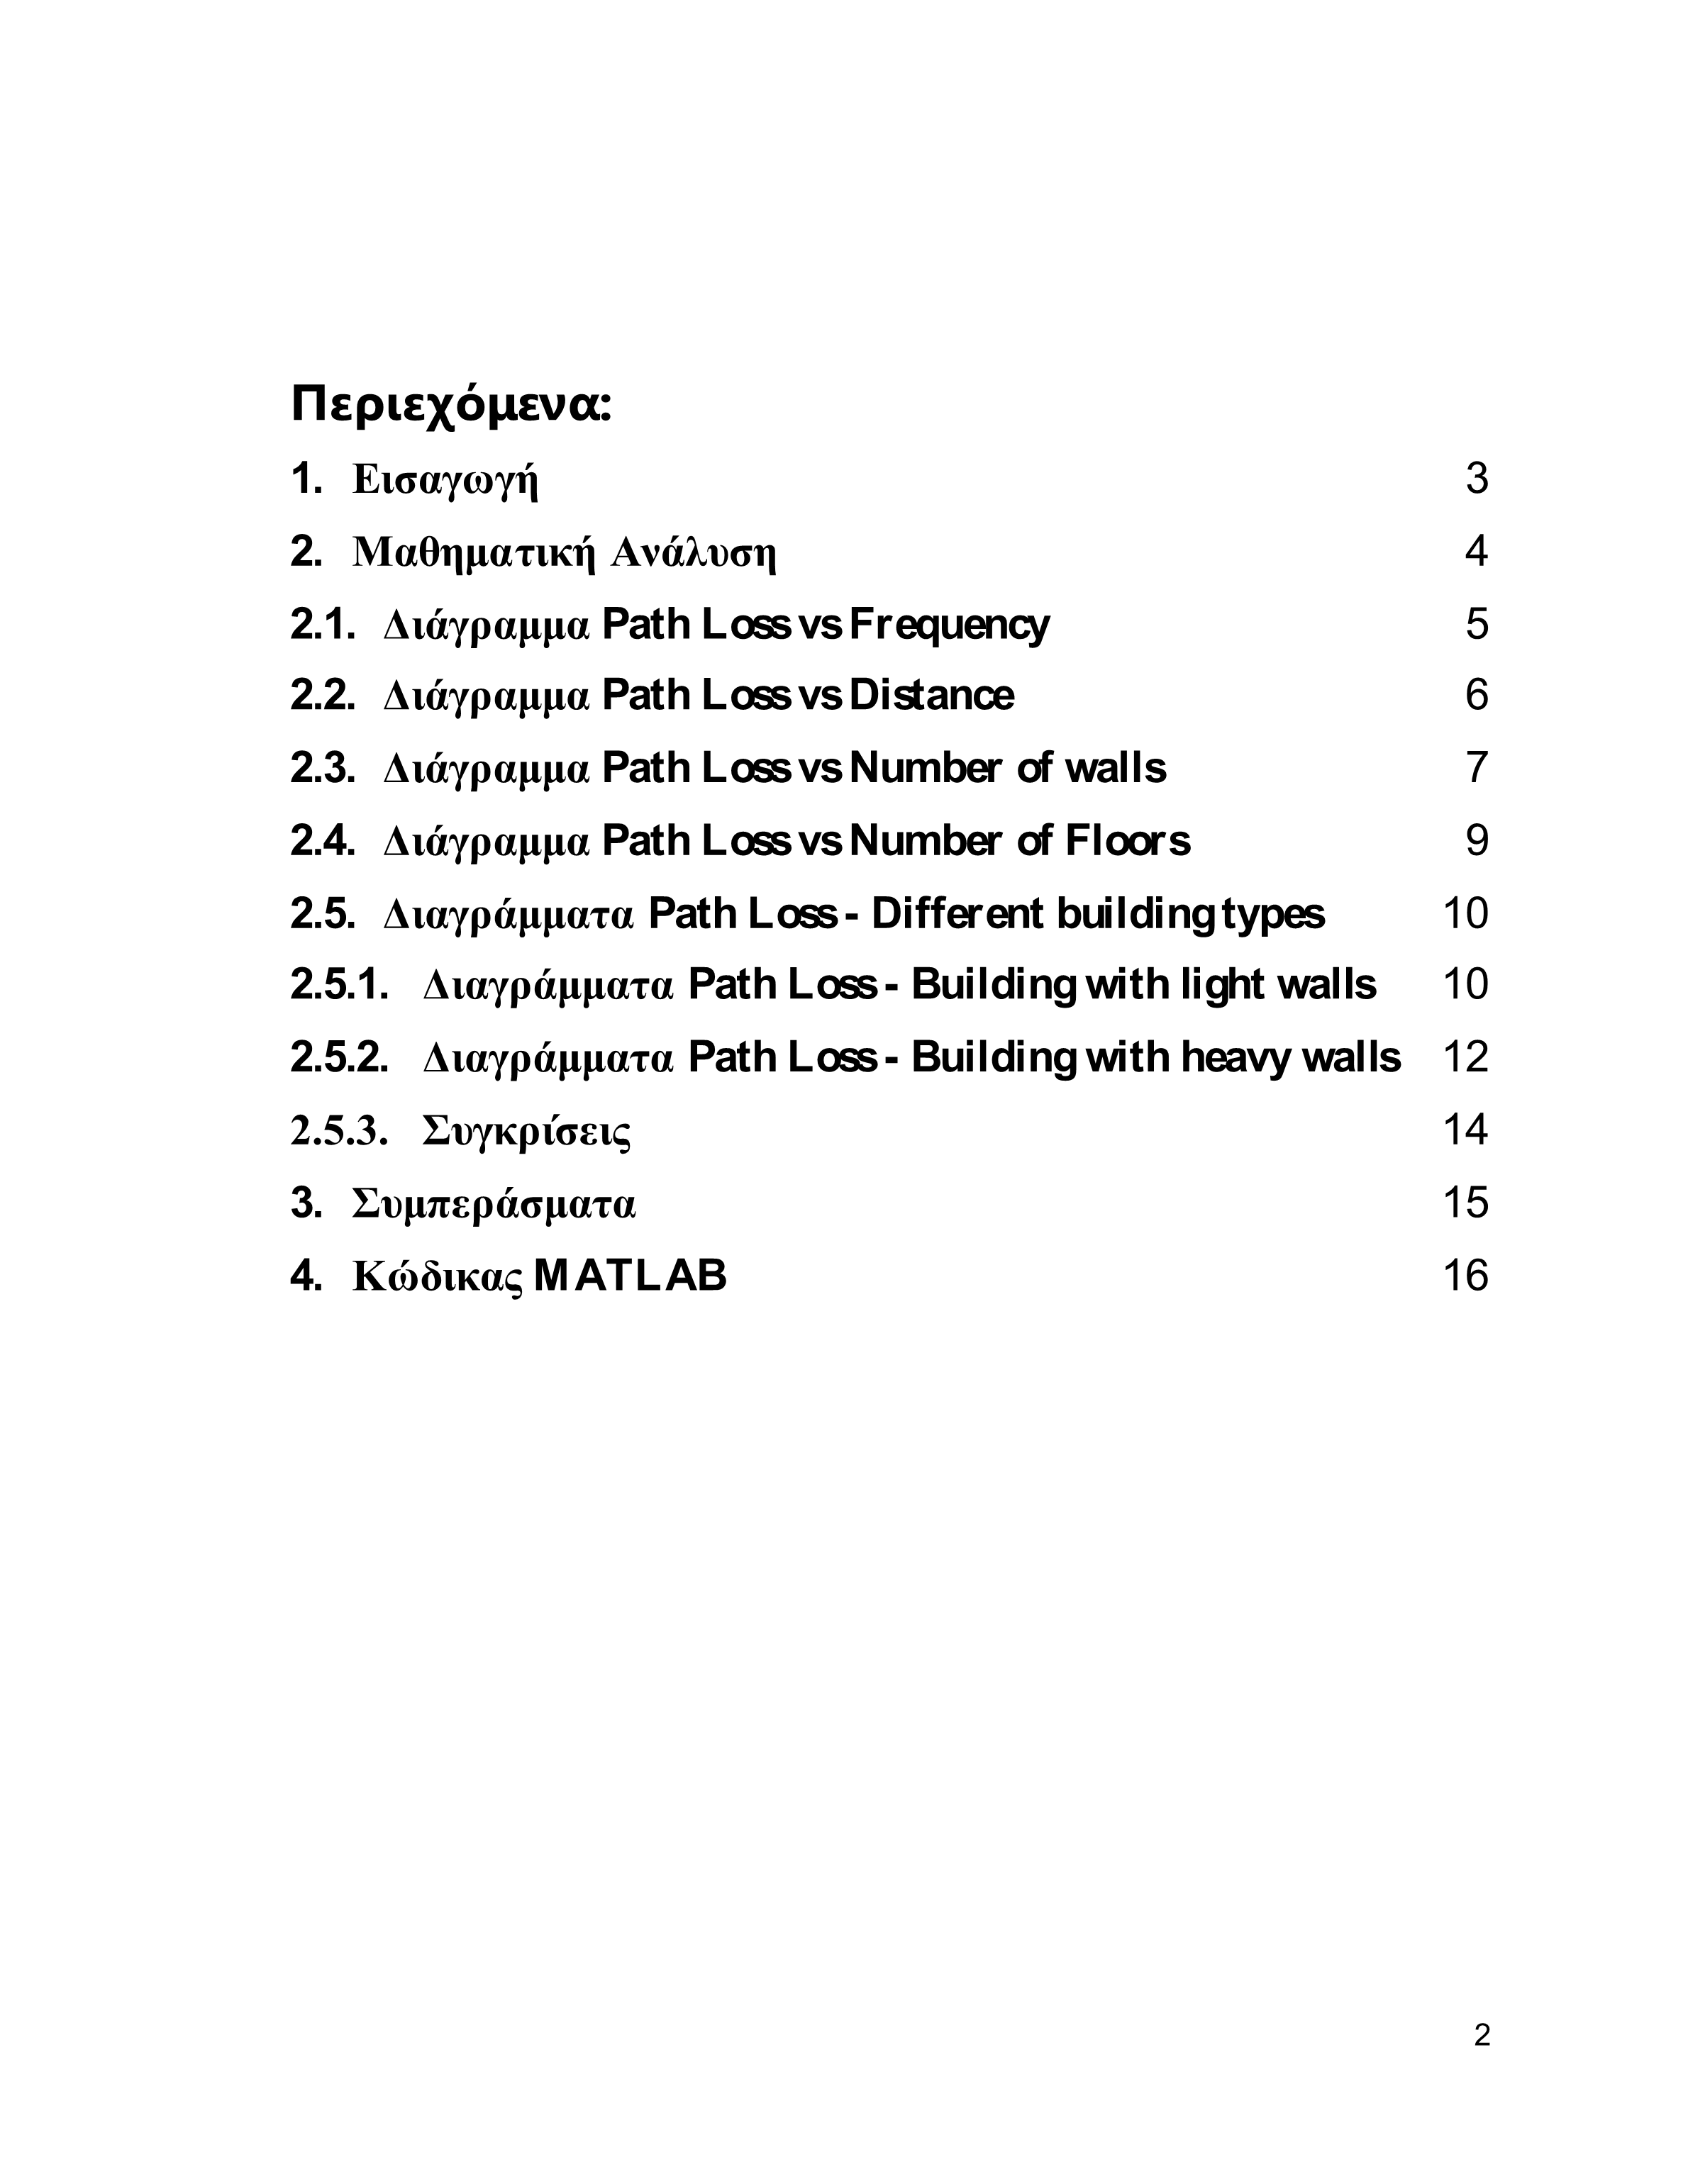 Περιεχόμενα:
1. Εισαγωγή 3
2. Μαθηματική Ανάλυση 4
2.1. Διάγραμμα Path Loss vs Frequency 5
2.2. Διάγραμμα Path Loss vs Distance 6
2.3. Διάγραμμα Path Loss vs Number of walls 7
2.4. Διάγραμμα Path Loss vs Number of Floors 9
2.5. Διαγράμματα Path Loss - Different building types 10
2.5.1. Διαγράμματα Path Loss - Building with light walls 10
2.5.2. Διαγράμματα Path Loss - Building with heavy walls 12
2.5.3. Συγκρίσεις 14
3. Συμπεράσματα 15
4. Κώδικας MATLAB 16
2